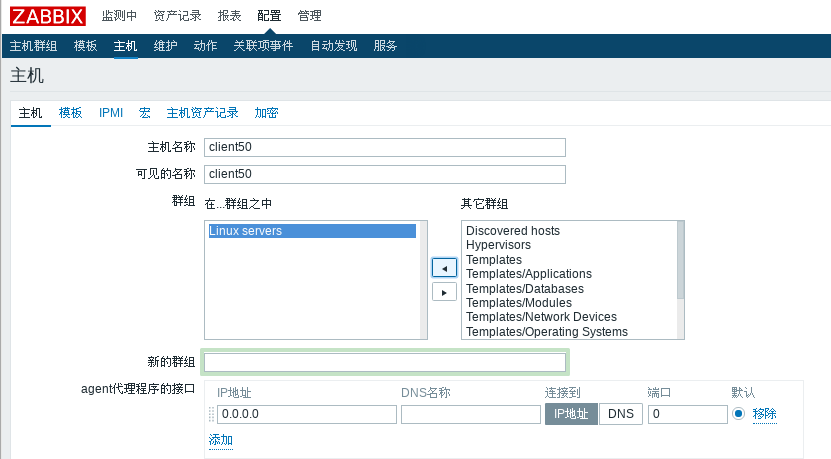 ZABBIX 监测中 资产记录 报表 配置 管理
主机群组 模板 主机 维护 动作 关联项事件 自动发现 服务
主机
主机 模板 IPMI 宏 主机资产记录 加密
主机名称 client50
可见的名称 client50
群组 在...群组之中 其它群组
Linux servers
Discovered hosts
Hypervisors
Templates
Templates/Applications
Templates/Databases
Templates/Modules
Templates/Network Devices
Templates/Operating Systems
新的群组
agent代理程序的接口 IP地址 DNS名称 连接到 端口 默认
0.0.0.0 IP地址 DNS 0 移除
添加